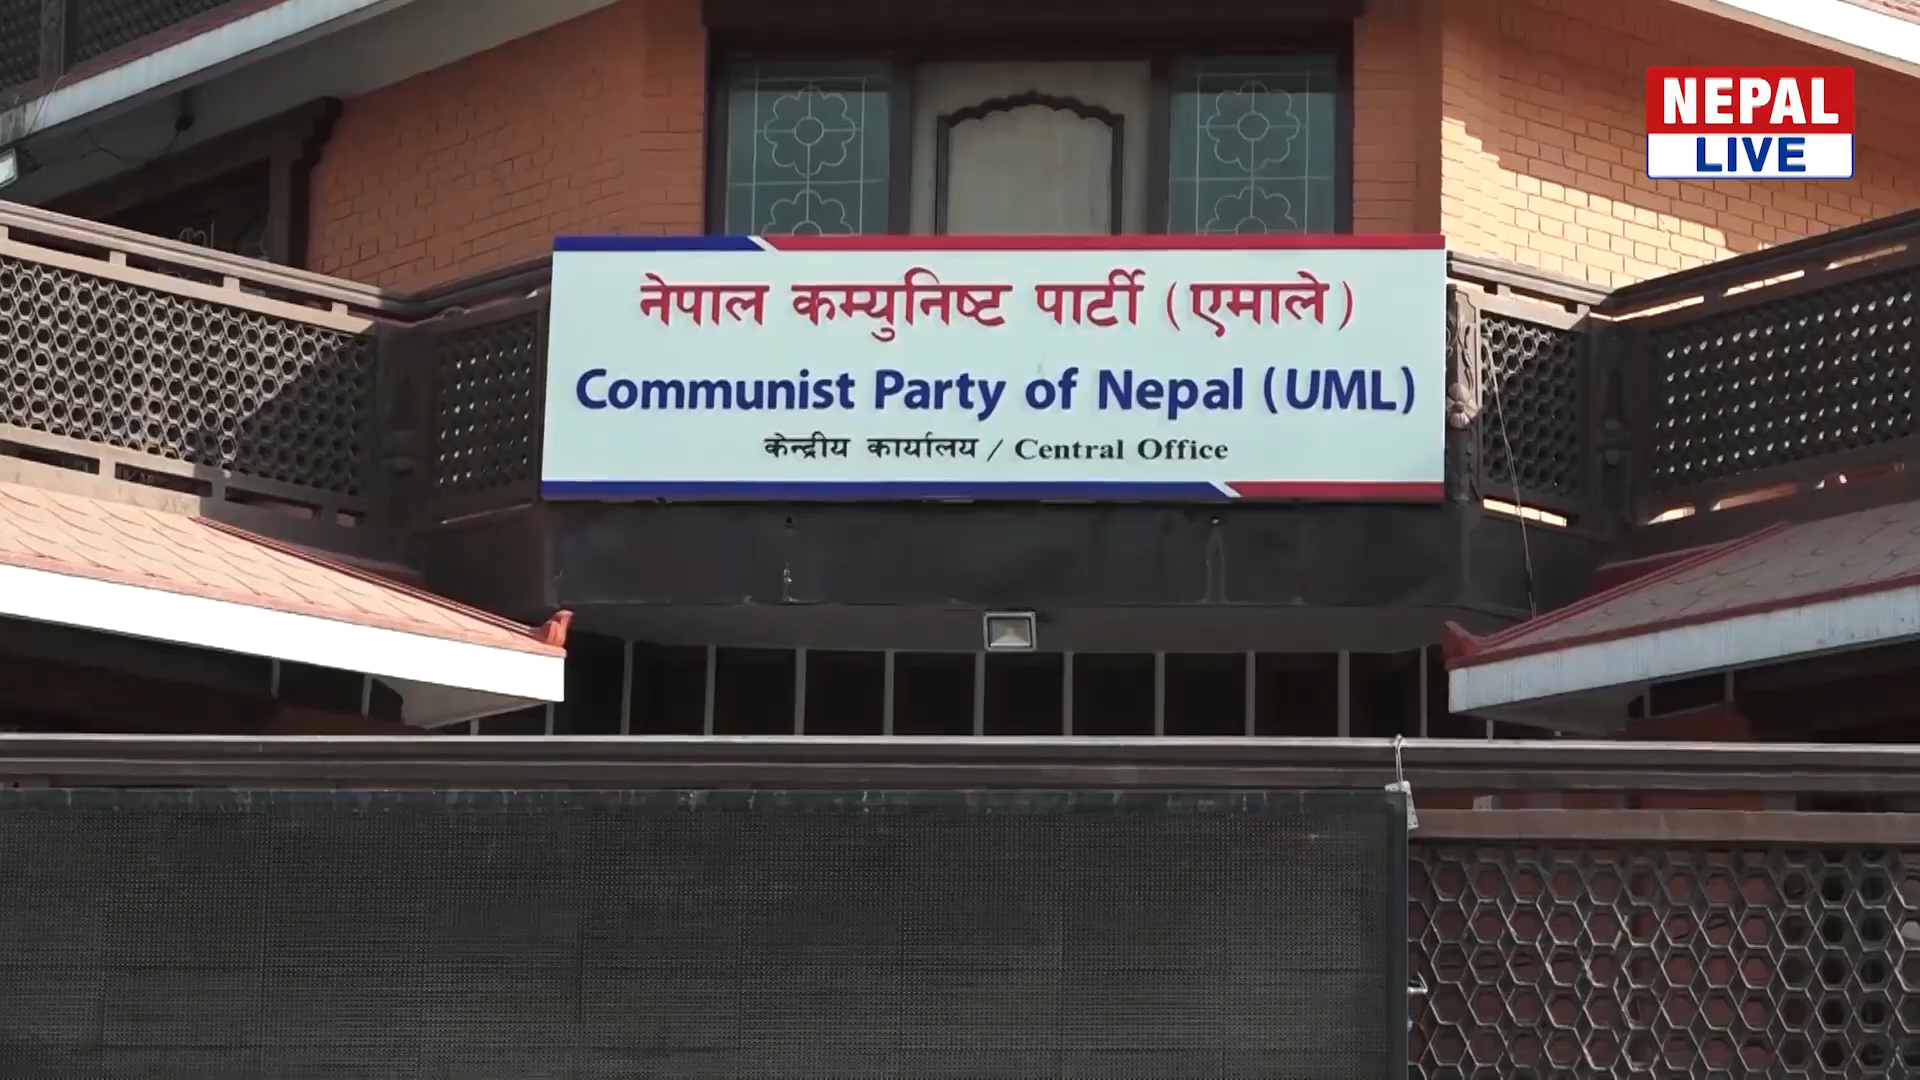 NEPAL
LIVE
नेपाल कम्युनिष्ट पार्टी (एमाले)
Communist Party of Nepal (UML)
केन्द्रीय कार्यालय / Central Office